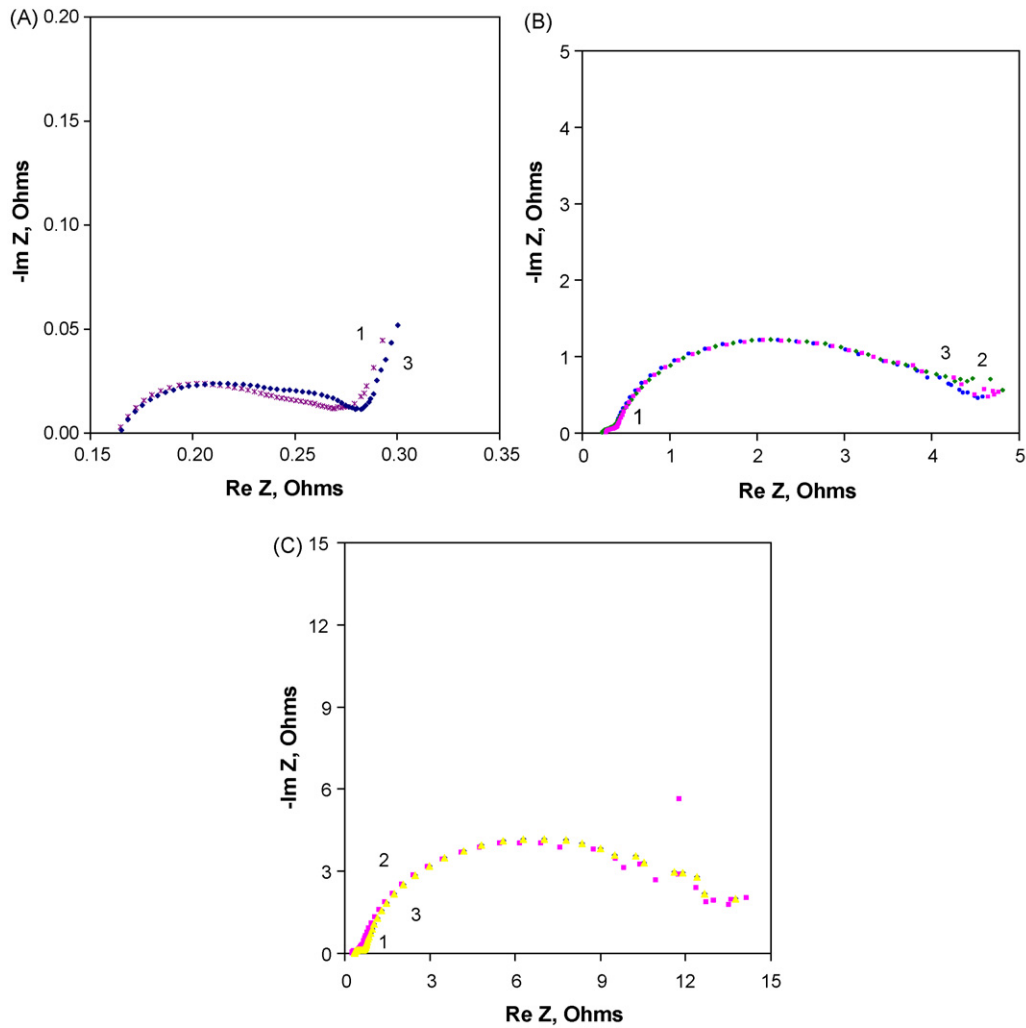 (A)
0.20
0.15
0.10
0.05
0.00
-Im Z, Ohms
1
3
0.15 0.20 0.25 0.30 0.35
Re Z, Ohms
(B)
5
4
3
2
1
0
-Im Z, Ohms
3 2
1
0 1 2 3 4 5
Re Z, Ohms
(C)
15
12
9
6
3
0
-Im Z, Ohms
2
3
1
0 3 6 9 12 15
Re Z, Ohms